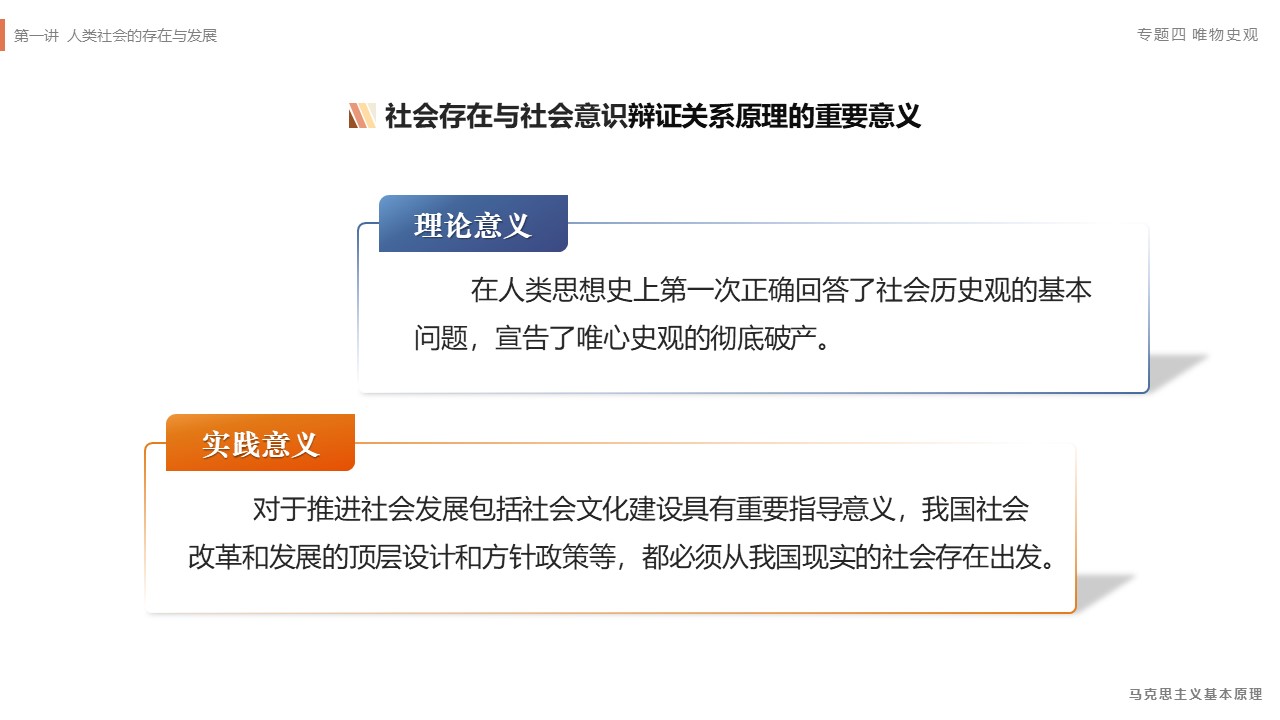 第一讲 人类社会的存在与发展
专题四 唯物史观
社会存在与社会意识辩证关系原理的重要意义
理论意义
在人类思想史上第一次正确回答了社会历史观的基本
问题，宣告了唯心史观的彻底破产。
实践意义
对于推进社会发展包括社会文化建设具有重要指导意义，我国社会
改革和发展的顶层设计和方针政策等，都必须从我国现实的社会存在出发。
马克思主义基本原理